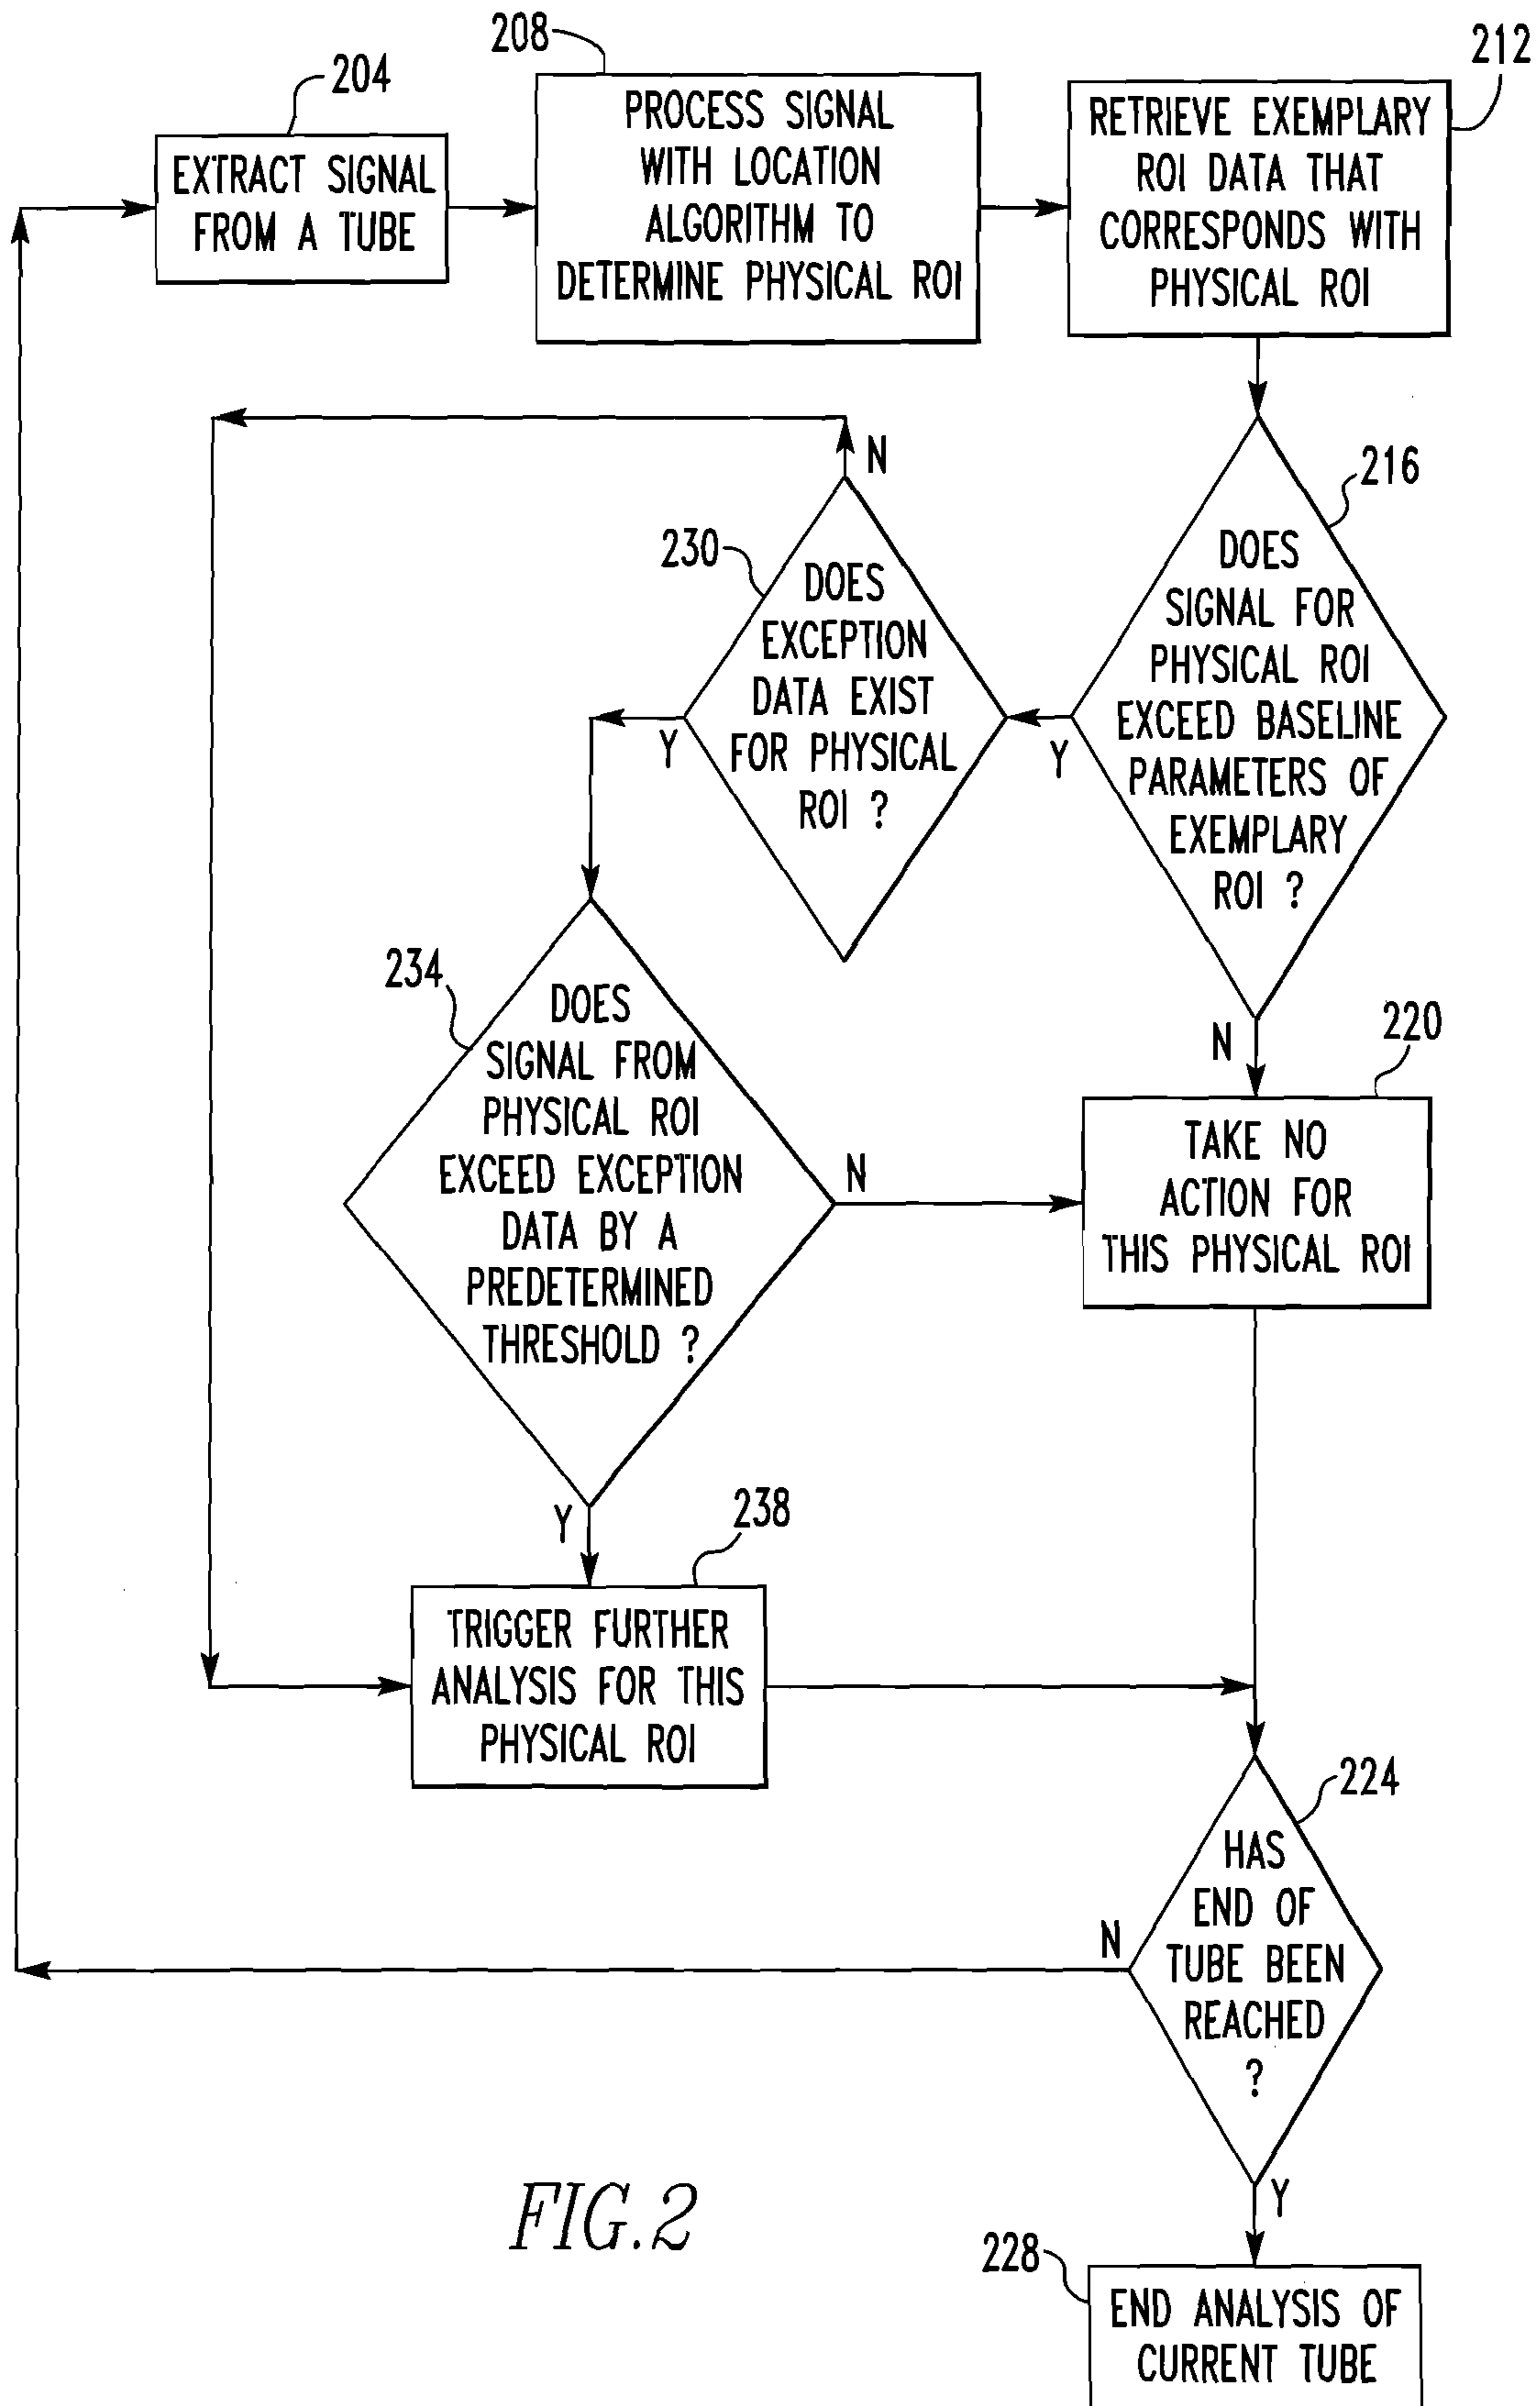 204
EXTRACT SIGNAL
FROM A TUBE
208
PROCESS SIGNAL
WITH LOCATION
ALGORITHM TO
DETERMINE PHYSICAL ROI
212
RETRIEVE EXEMPLARY
ROI DATA THAT
CORRESPONDS WITH
PHYSICAL ROI
216
DOES
SIGNAL FOR
PHYSICAL ROI
EXCEED BASELINE
PARAMETERS OF
EXEMPLARY
ROI ?
Y
N
230
DOES
EXCEPTION
DATA EXIST
FOR PHYSICAL
ROI ?
N
Y
234
DOES
SIGNAL FROM
PHYSICAL ROI
EXCEED EXCEPTION
DATA BY A
PREDETERMINED
THRESHOLD ?
N
Y
220
TAKE NO
ACTION FOR
THIS PHYSICAL ROI
238
TRIGGER FURTHER
ANALYSIS FOR THIS
PHYSICAL ROI
224
HAS
END OF
TUBE BEEN
REACHED
?
N
Y
228
END ANALYSIS OF
CURRENT TUBE
FIG.2